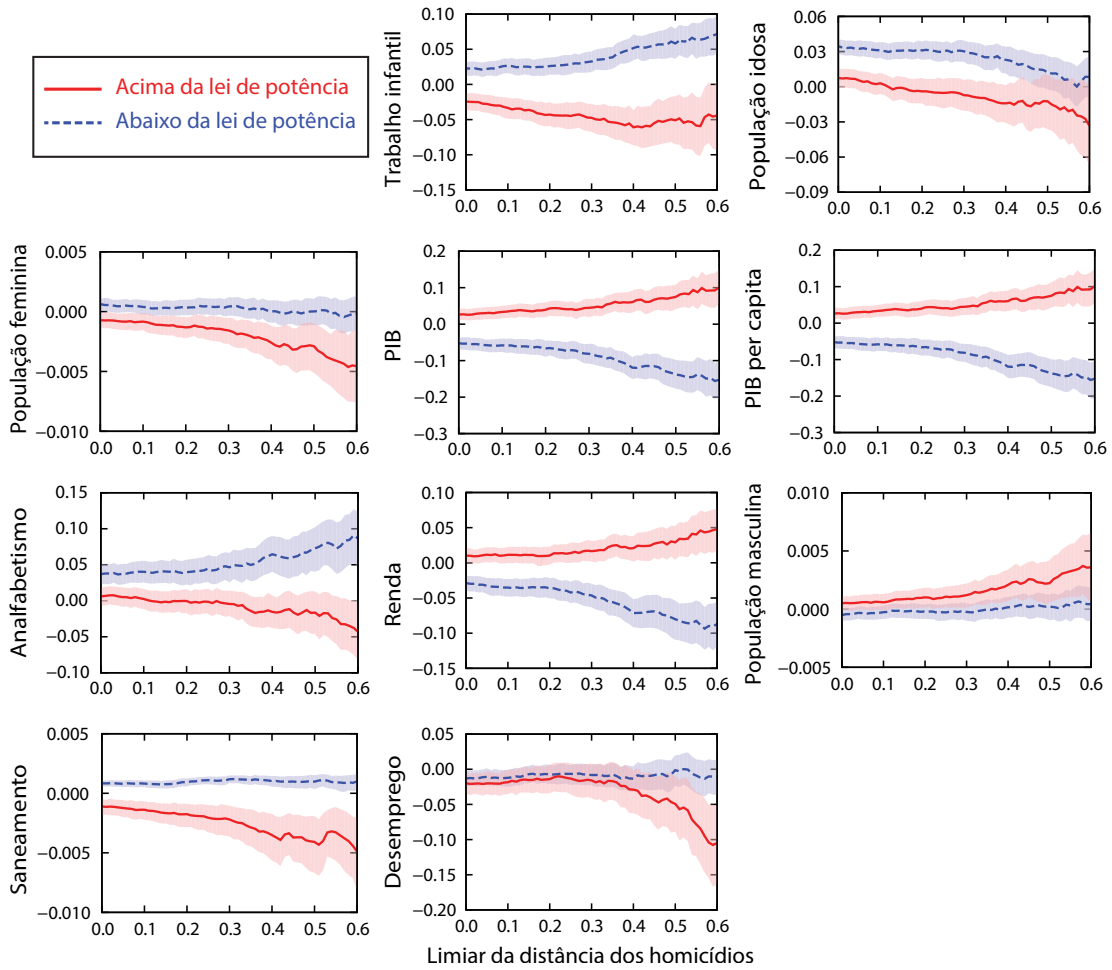 Acima da lei de potência
Abaixo da lei de potência
Trabalho infantil
0.10
0.05
0.00
−0.05
−0.10
−0.15
0.0 0.1 0.2 0.3 0.4 0.5 0.6
População idosa
0.06
0.03
0.00
−0.03
−0.06
−0.09
0.0 0.1 0.2 0.3 0.4 0.5 0.6
População feminina
0.005
0.000
−0.005
−0.010
0.0 0.1 0.2 0.3 0.4 0.5 0.6
PIB
0.2
0.1
0.0
−0.1
−0.2
−0.3
0.0 0.1 0.2 0.3 0.4 0.5 0.6
PIB per capita
0.2
0.1
0.0
−0.1
−0.2
−0.3
0.0 0.1 0.2 0.3 0.4 0.5 0.6
Analfabetismo
0.15
0.10
0.05
0.00
−0.05
−0.10
0.0 0.1 0.2 0.3 0.4 0.5 0.6
Renda
0.10
0.05
0.00
−0.05
−0.10
−0.15
0.0 0.1 0.2 0.3 0.4 0.5 0.6
População masculina
0.010
0.005
0.000
−0.005
0.0 0.1 0.2 0.3 0.4 0.5 0.6
Saneamento
0.005
0.000
−0.005
−0.010
0.0 0.1 0.2 0.3 0.4 0.5 0.6
Desemprego
0.05
0.00
−0.05
−0.10
−0.15
−0.20
0.0 0.1 0.2 0.3 0.4 0.5 0.6
Limiar da distância dos homicídios